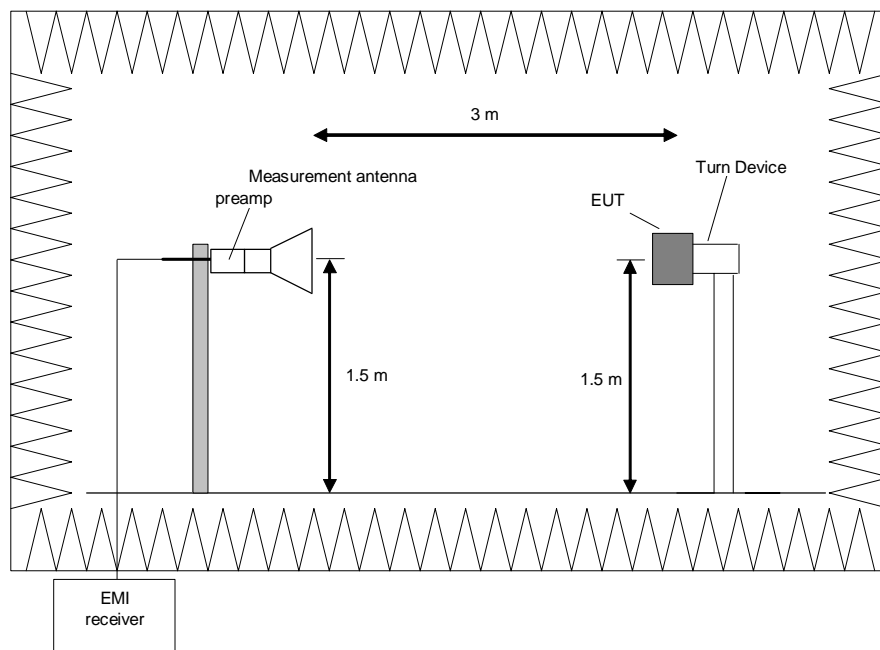 3 m
Measurement antenna
preamp
Turn Device
EUT
1.5 m
1.5 m
EMI
receiver